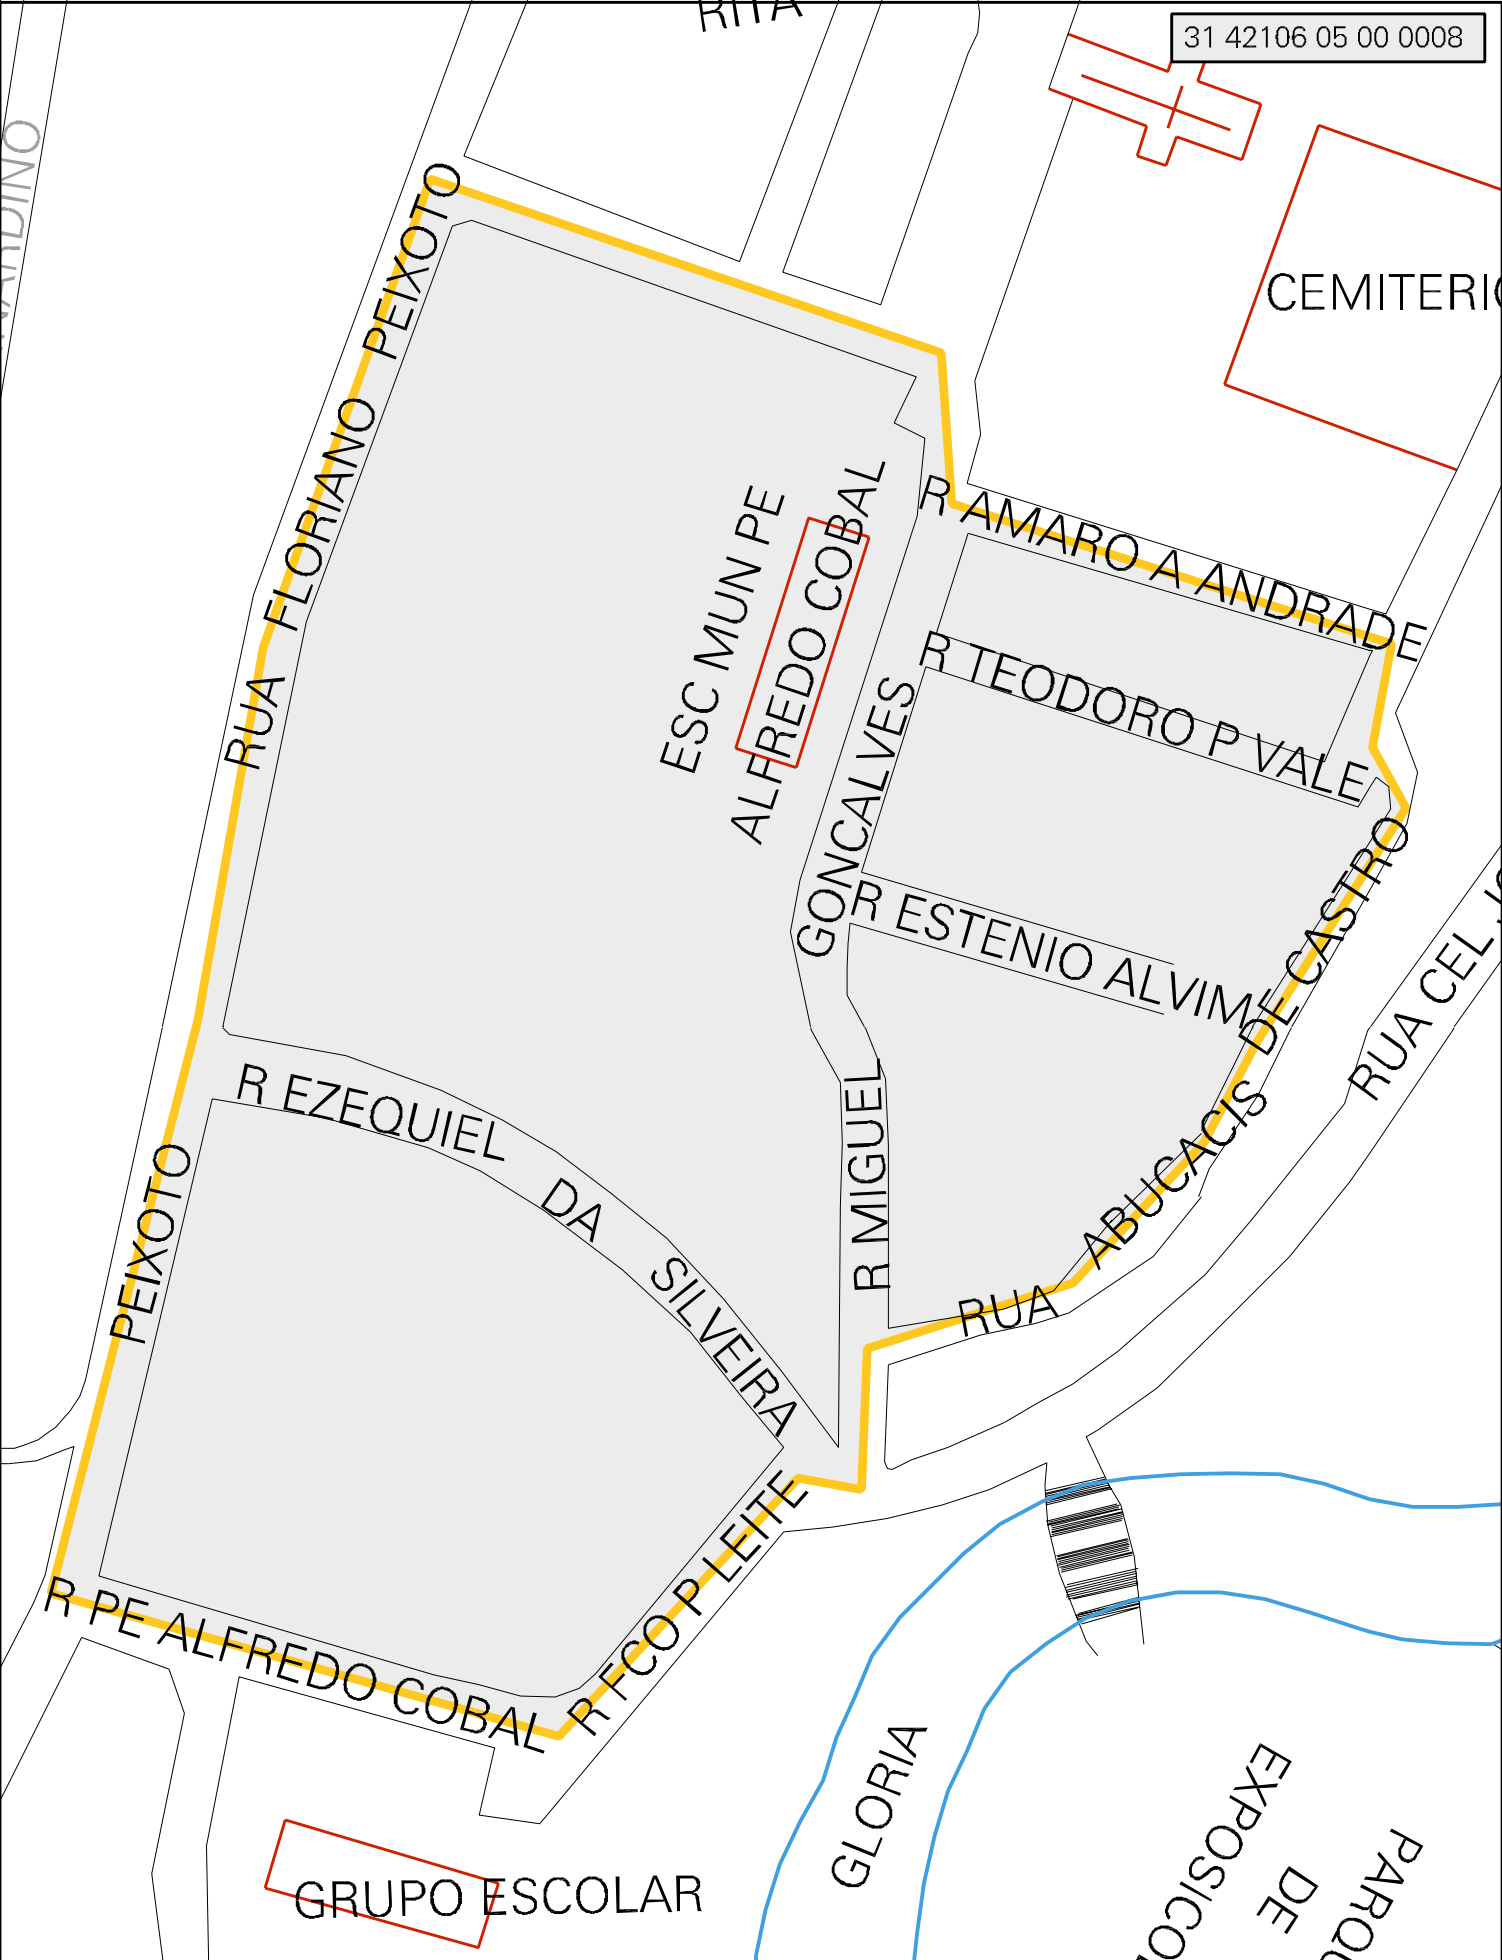 31 42106 05 00 0008
RITA
CEMITERIO
RUA FLORIANO PEIXOTO
ESC MUN PE
ALFREDO COBAL
R AMARO A ANDRADE
R TEODORO P VALE
R ESTENIO ALVIM
R MIGUEL GONCALVES
RUA ABUCACIS DE CASTRO
RUA CEL
R EZEQUIEL DA SILVEIRA
PEIXOTO
R PE ALFREDO COBAL
R FCO P LEITE
GLORIA
GRUPO ESCOLAR
PARQU
DE
EXPOSICO